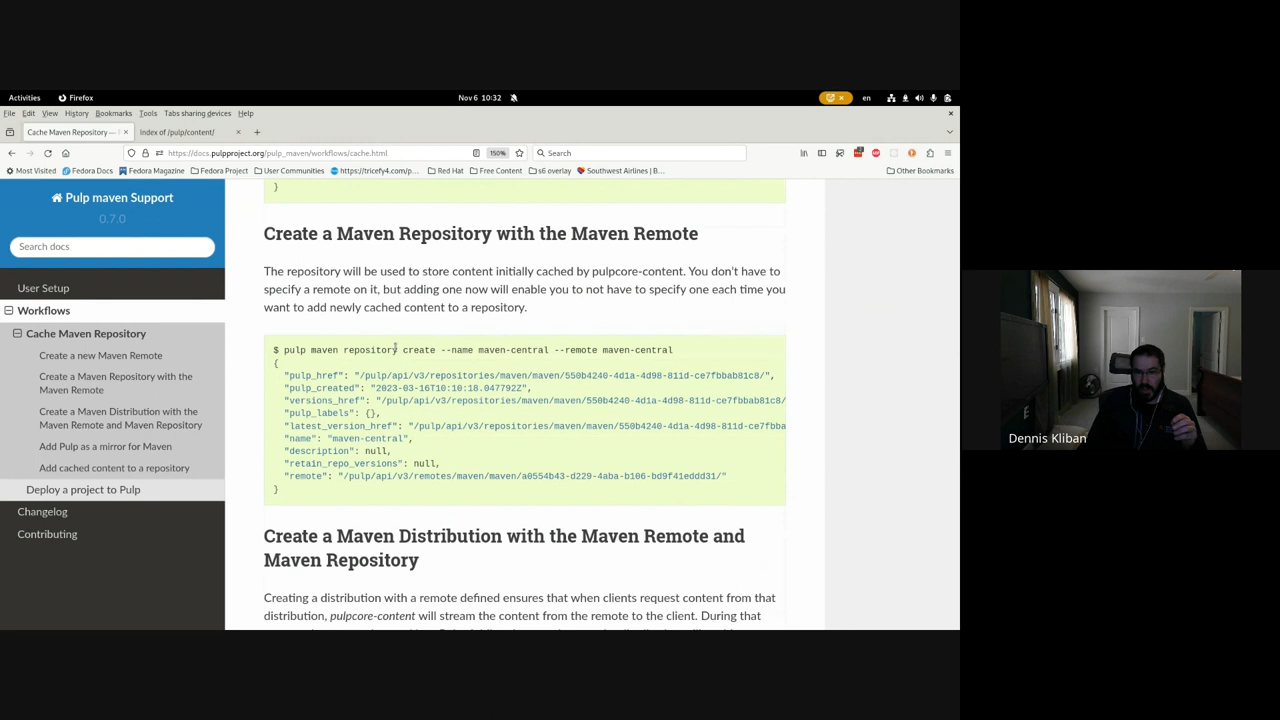 Activities Firefox Nov 6 10:32 en
File Edit View History Bookmarks Tools Tabs sharing devices Help
Cache Maven Repository — Index of /pulp/content/
https://docs.pulpproject.org/pulp_maven/workflows/cache.html 150% Search
Most Visited Fedora Docs Fedora Magazine Fedora Project User Communities https://tricefy4.com/p... Red Hat Free Content s6 overlay Southwest Airlines | B... Other Bookmarks
Pulp maven Support
0.7.0
Search docs
User Setup
Workflows
Cache Maven Repository
Create a new Maven Remote
Create a Maven Repository with the
Maven Remote
Create a Maven Distribution with the
Maven Remote and Maven Repository
Add Pulp as a mirror for Maven
Add cached content to a repository
Deploy a project to Pulp
Changelog
Contributing
}
Create a Maven Repository with the Maven Remote
The repository will be used to store content initially cached by pulpcore-content. You don't have to
specify a remote on it, but adding one now will enable you to not have to specify one each time you
want to add newly cached content to a repository.
$ pulp maven repository create --name maven-central --remote maven-central
{
"pulp_href": "/pulp/api/v3/repositories/maven/maven/550b4240-4d1a-4d98-811d-ce7fbbab81c8/",
"pulp_created": "2023-03-16T10:10:18.047792Z",
"versions_href": "/pulp/api/v3/repositories/maven/maven/550b4240-4d1a-4d98-811d-ce7fbbab81c8/
"pulp_labels": {},
"latest_version_href": "/pulp/api/v3/repositories/maven/maven/550b4240-4d1a-4d98-811d-ce7fbba
"name": "maven-central",
"description": null,
"retain_repo_versions": null,
"remote": "/pulp/api/v3/remotes/maven/maven/a0554b43-d229-4aba-b106-bd9f41eddd31/"
}
Create a Maven Distribution with the Maven Remote and
Maven Repository
Creating a distribution with a remote defined ensures that when clients request content from that
distribution, pulpcore-content will stream the content from the remote to the client. During that
Dennis Kliban